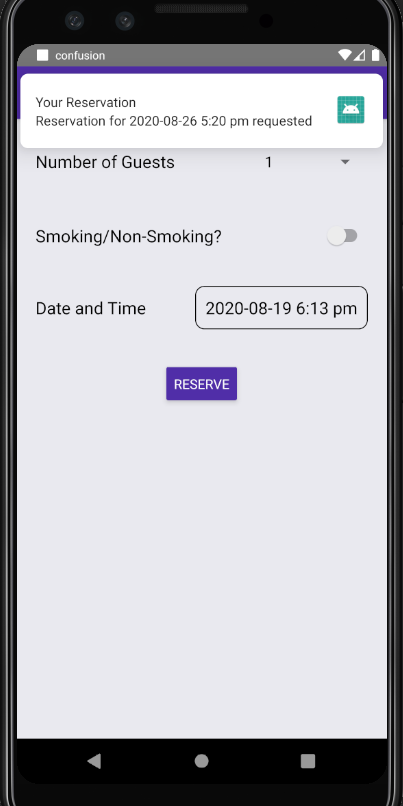 confusion
Your Reservation
Reservation for 2020-08-26 5:20 pm requested
Number of Guests 1
Smoking/Non-Smoking?
Date and Time 2020-08-19 6:13 pm
RESERVE